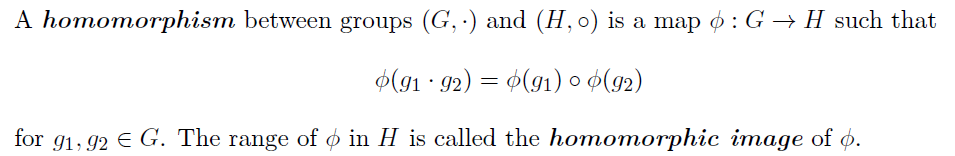 A homomorphism between groups (G, ·) and (H, ∘) is a map ϕ : G → H such that
ϕ(g₁ · g₂) = ϕ(g₁) ∘ ϕ(g₂)
for g₁, g₂ ∈ G. The range of ϕ in H is called the homomorphic image of ϕ.